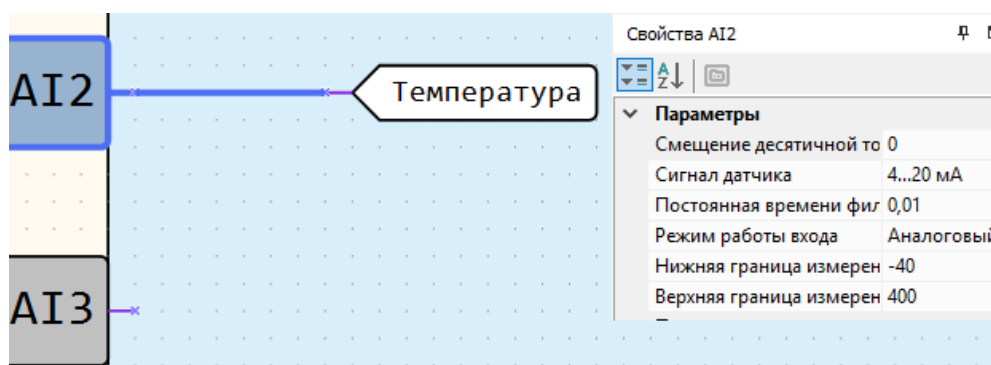 AI2
Температура
AI3
Свойства AI2
Параметры
Смещение десятичной то 0
Сигнал датчика 4...20 мА
Постоянная времени фил 0,01
Режим работы входа Аналоговый
Нижняя граница измерен -40
Верхняя граница измерен 400